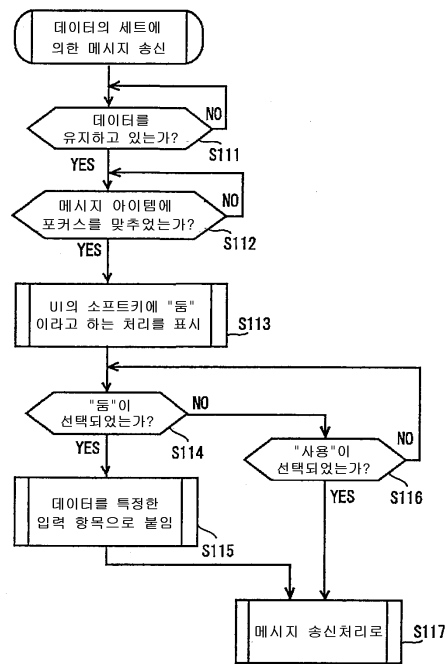 데이터의 세트에
의한 메시지 송신
데이터를
유지하고 있는가?
NO
S111
YES
메시지 아이템에
포커스를 맞추었는가?
NO
S112
YES
UI의 소프트키에 "둠"
이라고 하는 처리를 표시
S113
"둠"이
선택되었는가?
NO
S114
YES
"사용"이
선택되었는가?
NO
S116
YES
데이터를 특정한
입력 항목으로 붙임
S115
메시지 송신처리로
S117